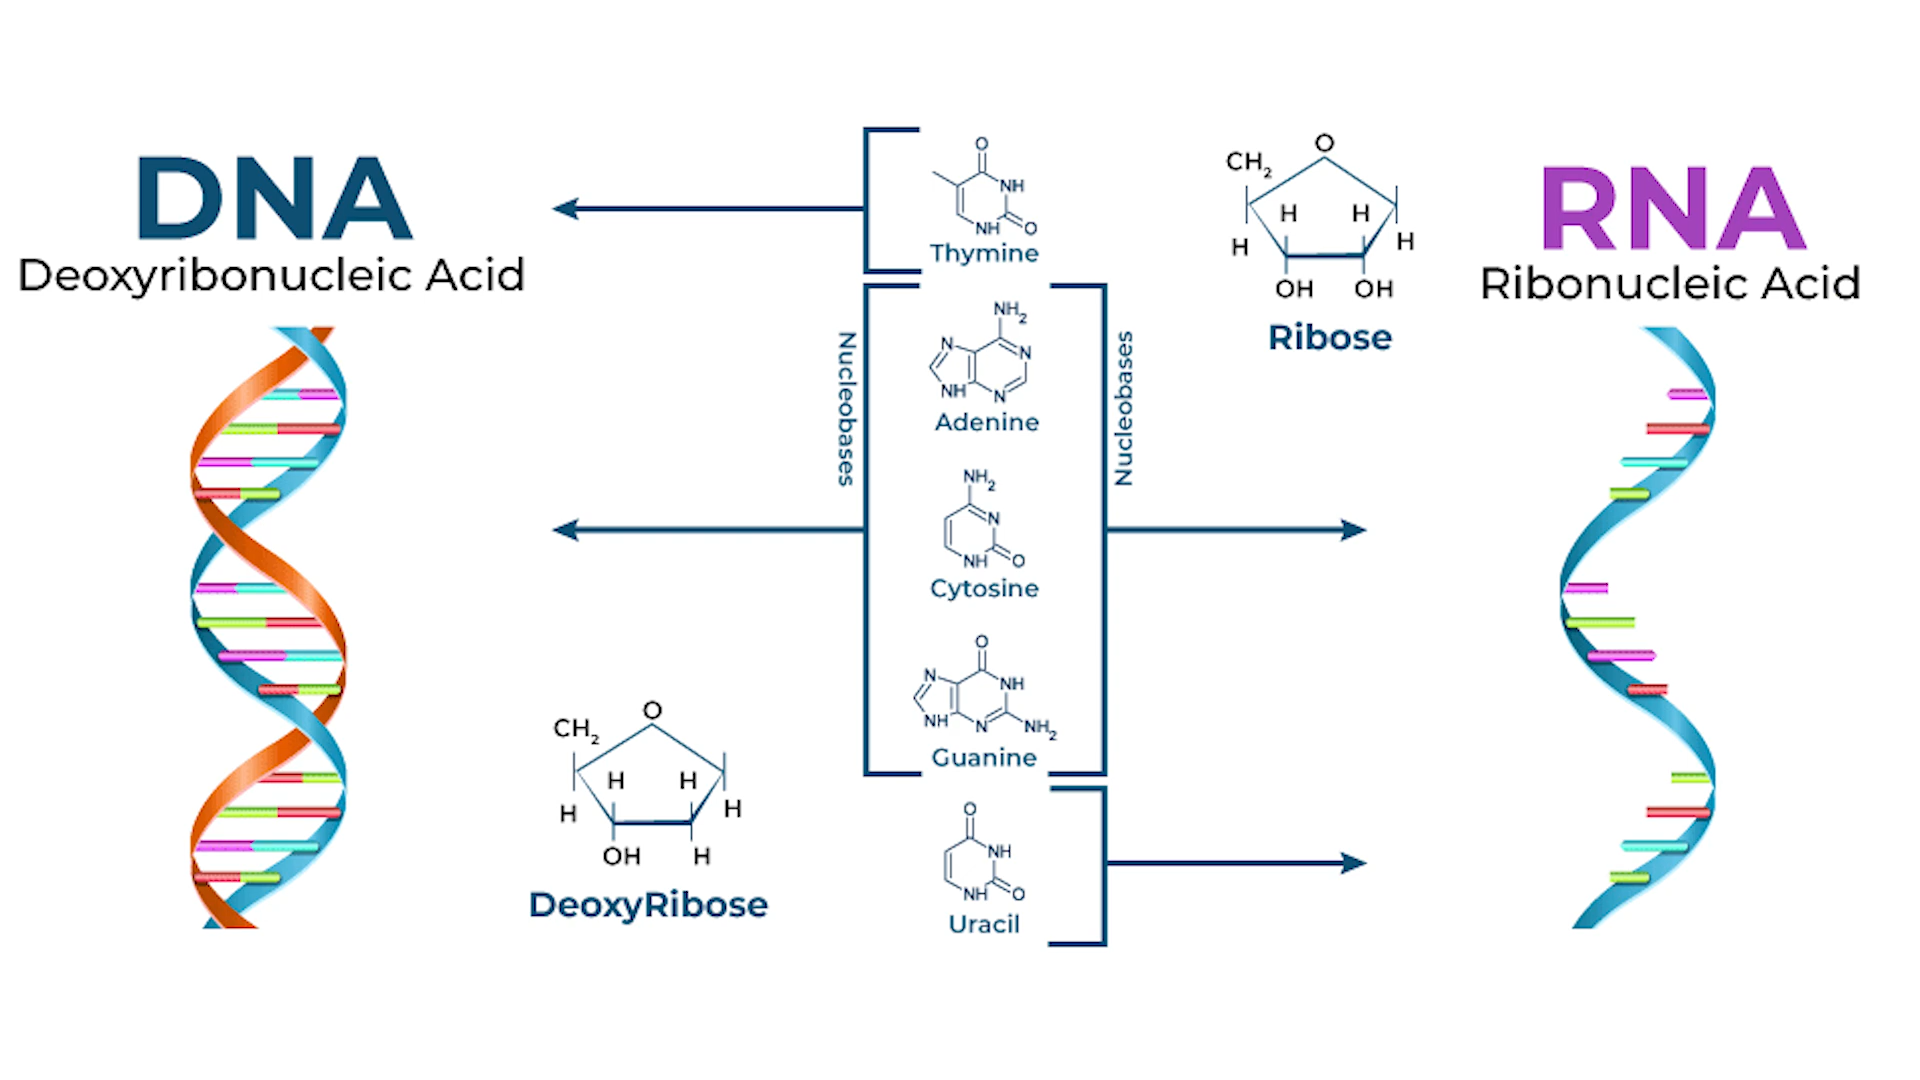 DNA
Deoxyribonucleic Acid
O
NH
NH
O
Thymine
Nucleobases
NH2
N
N
NH
N
Adenine
NH2
N
NH
O
Cytosine
O
N
NH
NH
N
NH2
Guanine
Nucleobases
O
NH
NH
O
Uracil
O
CH2
H
H
H
H
OH
H
DeoxyRibose
O
CH2
H
H
H
H
OH
OH
Ribose
RNA
Ribonucleic Acid